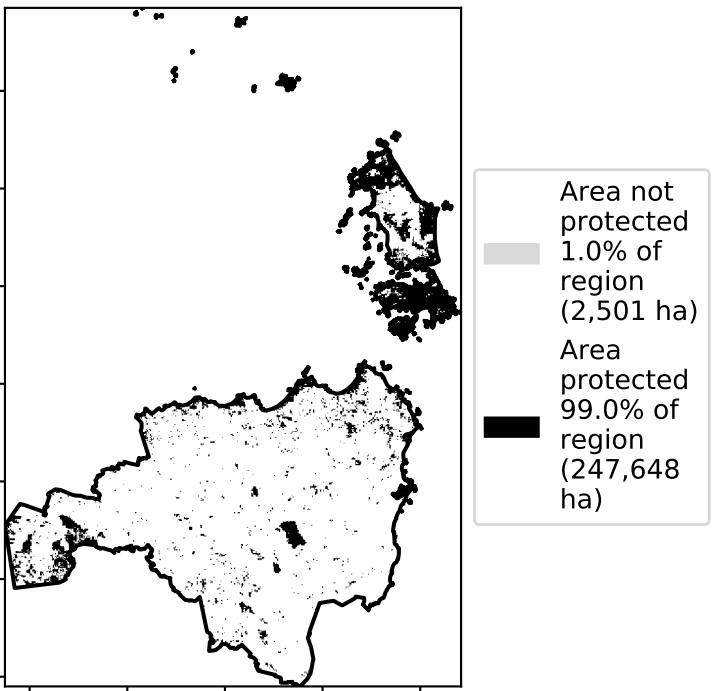 Area not
protected
1.0% of
region
(2,501 ha)
Area
protected
99.0% of
region
(247,648
ha)